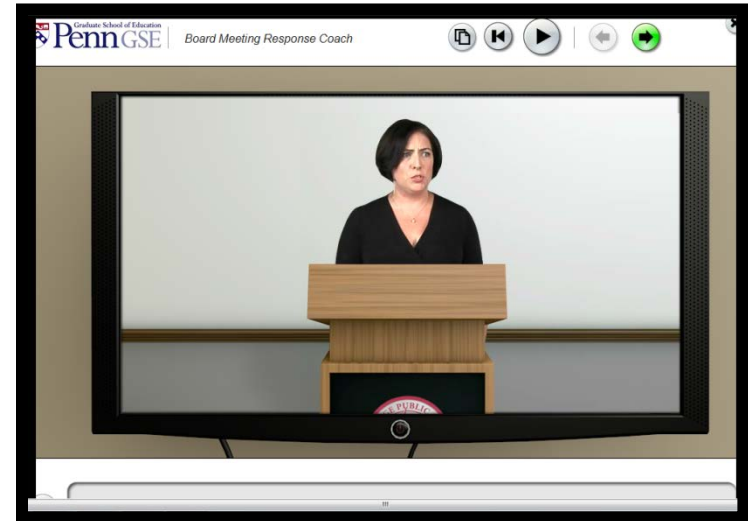 Graduate School of Education
Penn GSE
Board Meeting Response Coach
PUBLIC